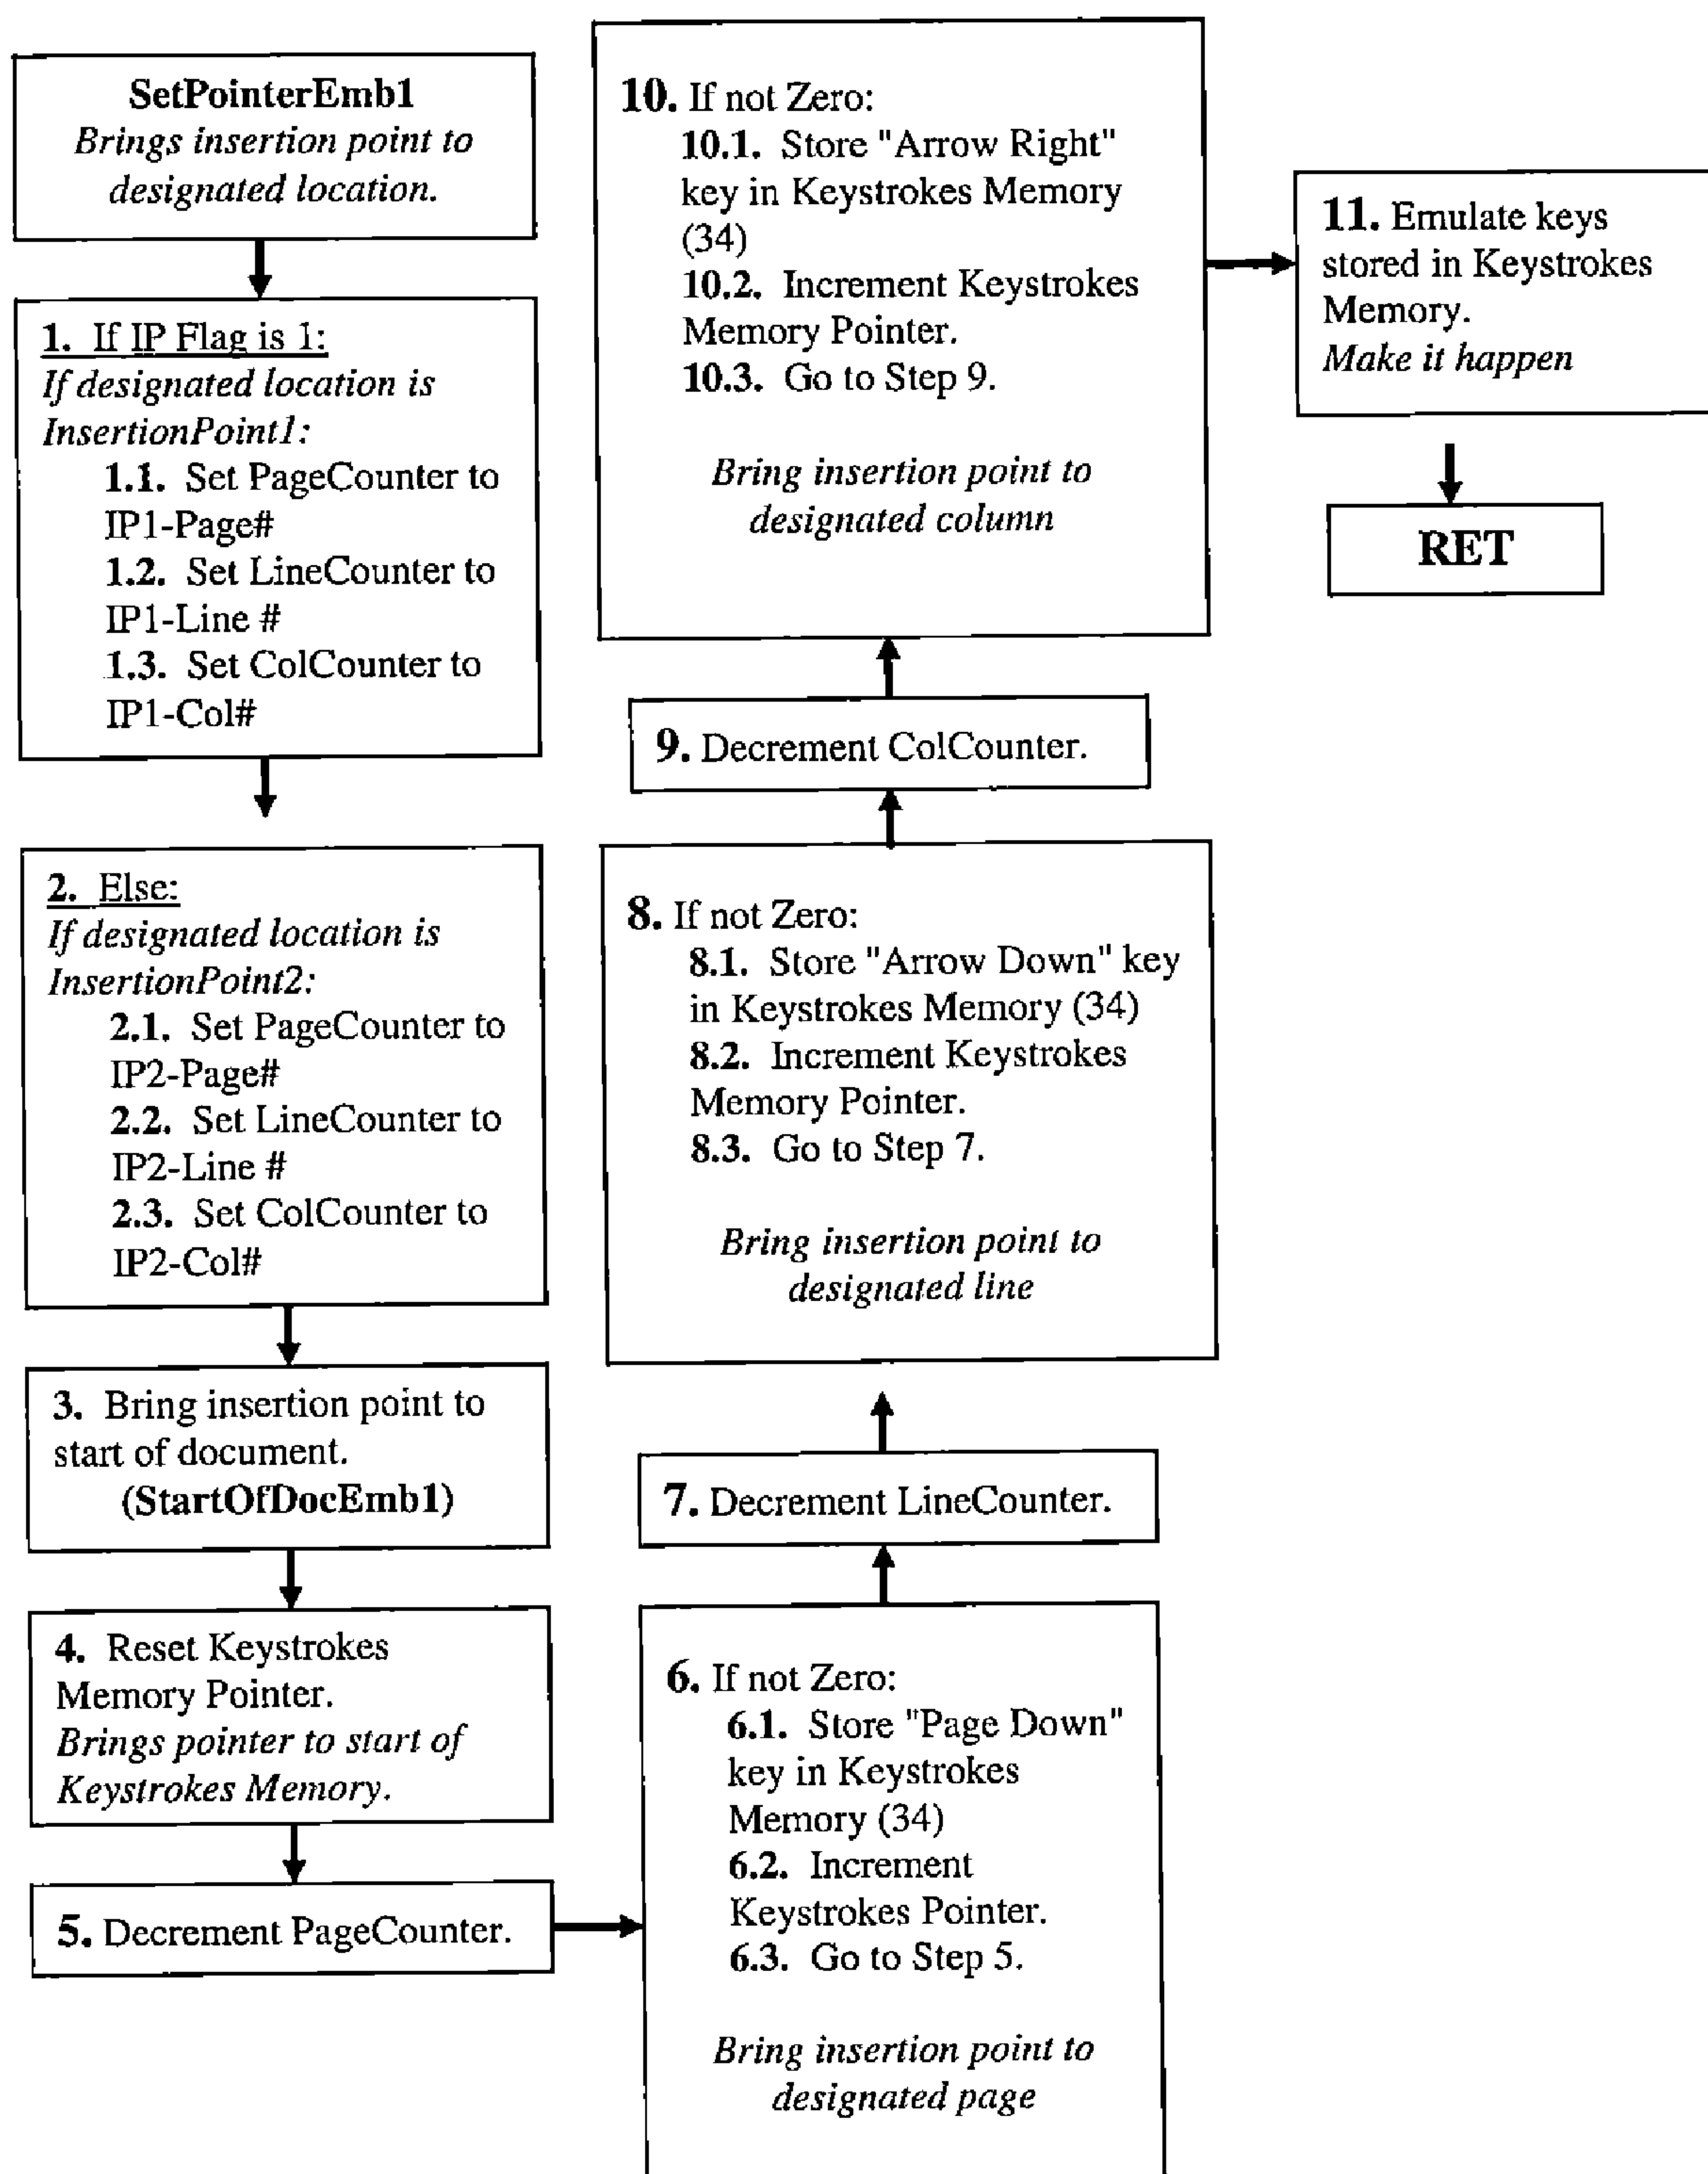 SetPointerEmb1
Brings insertion point to
designated location.
1. If IP Flag is 1:
If designated location is
InsertionPoint1:
1.1. Set PageCounter to
IP1-Page#
1.2. Set LineCounter to
IP1-Line #
1.3. Set ColCounter to
IP1-Col#
2. Else:
If designated location is
InsertionPoint2:
2.1. Set PageCounter to
IP2-Page#
2.2. Set LineCounter to
IP2-Line #
2.3. Set ColCounter to
IP2-Col#
3. Bring insertion point to
start of document.
(StartOfDocEmb1)
4. Reset Keystrokes
Memory Pointer.
Brings pointer to start of
Keystrokes Memory.
5. Decrement PageCounter.
6. If not Zero:
6.1. Store "Page Down"
key in Keystrokes
Memory (34)
6.2. Increment
Keystrokes Pointer.
6.3. Go to Step 5.
Bring insertion point to
designated page
7. Decrement LineCounter.
8. If not Zero:
8.1. Store "Arrow Down" key
in Keystrokes Memory (34)
8.2. Increment Keystrokes
Memory Pointer.
8.3. Go to Step 7.
Bring insertion point to
designated line
9. Decrement ColCounter.
10. If not Zero:
10.1. Store "Arrow Right"
key in Keystrokes Memory
(34)
10.2. Increment Keystrokes
Memory Pointer.
10.3. Go to Step 9.
Bring insertion point to
designated column
11. Emulate keys
stored in Keystrokes
Memory.
Make it happen
RET